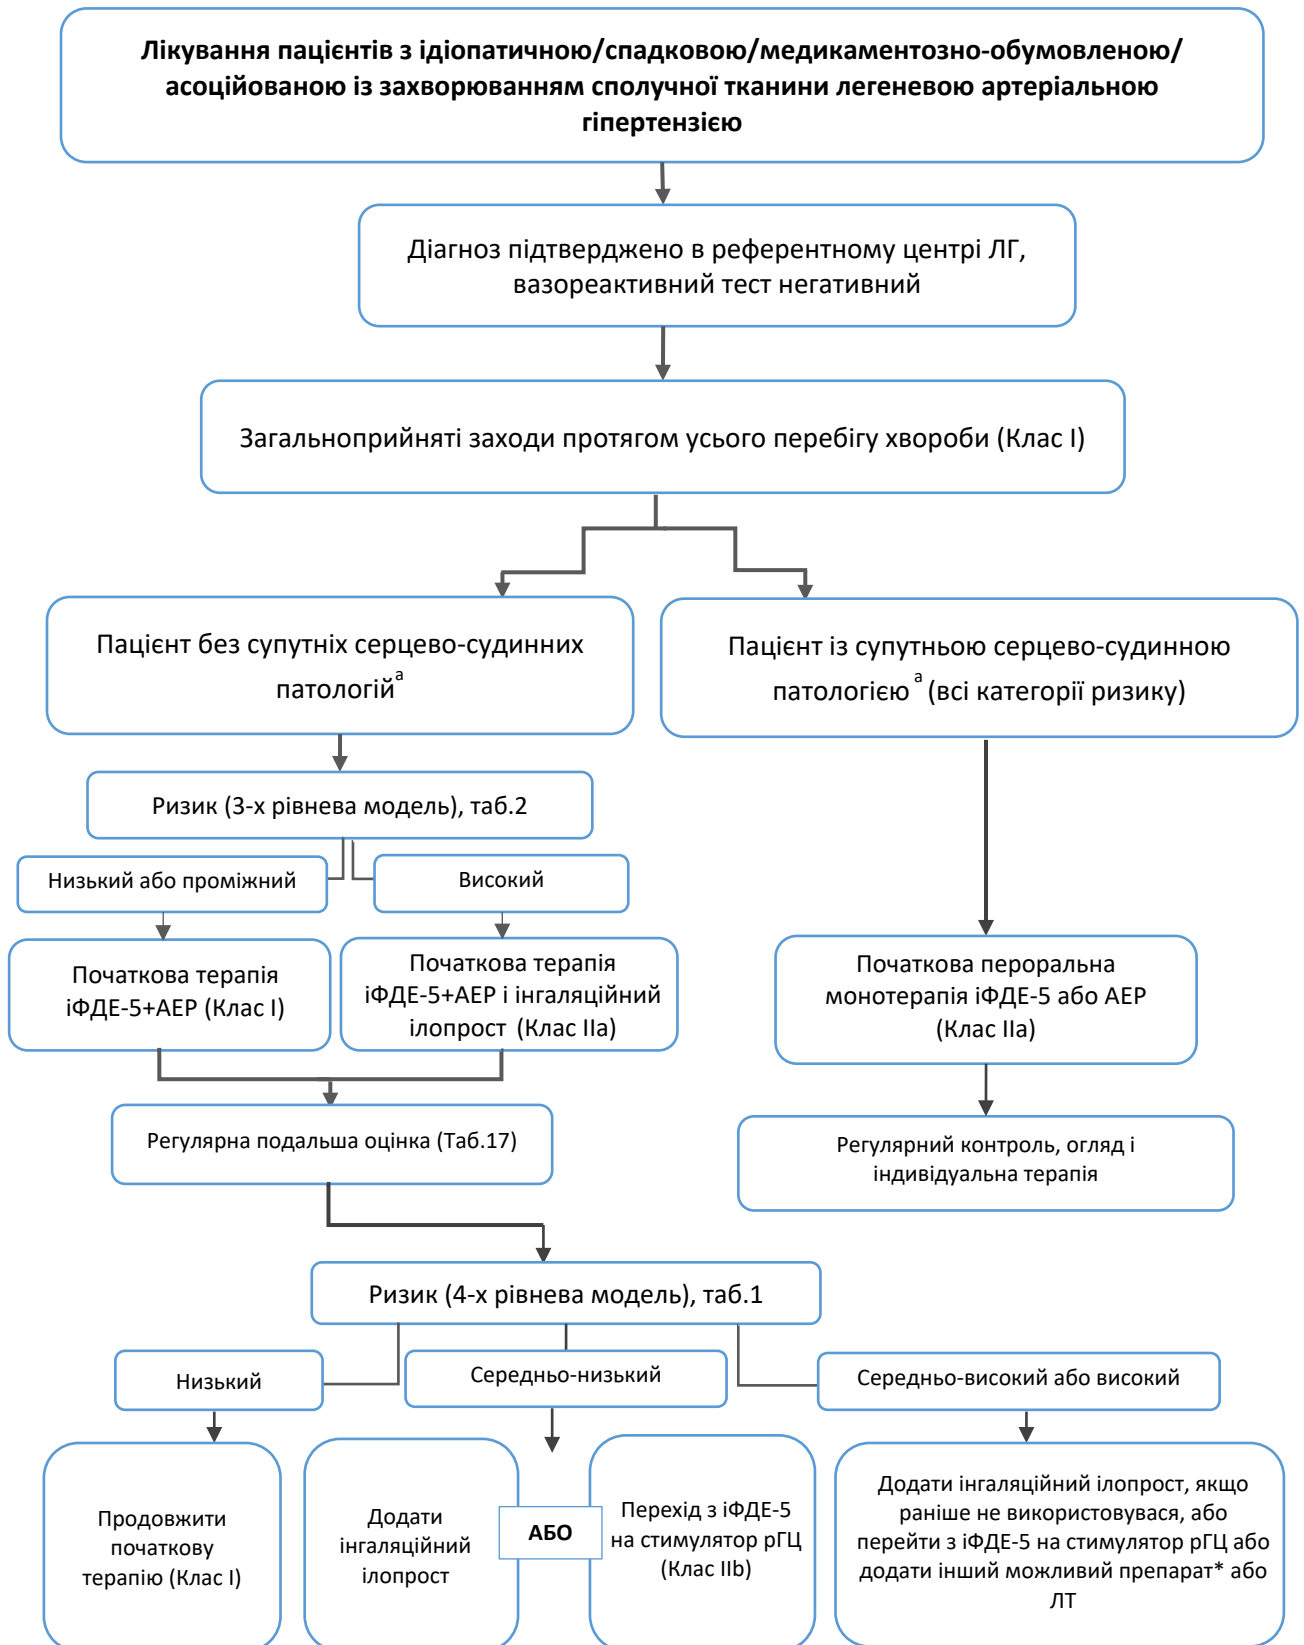 Лікування пацієнтів з ідіопатичною/спадковою/медикаментозно-обумовленою/
асоційованою із захворюванням сполучної тканини легеневою артеріальною
гіпертензією
Діагноз підтверджено в референтному центрі ЛГ,
вазореактивний тест негативний
Загальноприйняті заходи протягом усього перебігу хвороби (Клас I)
Пацієнт без супутніх серцево-судинних
патологій а
Пацієнт із супутньою серцево-судинною
патологією а (всі категорії ризику)
Ризик (3-х рівнева модель), таб.2
Низький або проміжний
Високий
Початкова терапія
іФДЕ-5+АЕР (Клас I)
Початкова терапія
іФДЕ-5+АЕР і інгаляційний
ілопрост (Клас IIa)
Початкова пероральна
монотерапія іФДЕ-5 або АЕР
(Клас IIa)
Регулярна подальша оцінка (Таб.17)
Регулярний контроль, огляд і
індивідуальна терапія
Ризик (4-х рівнева модель), таб.1
Низький
Середньо-низький
Середньо-високий або високий
Продовжити
початкову
терапію (Клас I)
Додати
інгаляційний
ілопрост
АБО
Перехід з іФДЕ-5
на стимулятор рГЦ
(Клас IIb)
Додати інгаляційний ілопрост, якщо
раніше не використовувася, або
перейти з іФДЕ-5 на стимулятор рГЦ або
додати інший можливий препарат* або
ЛТ